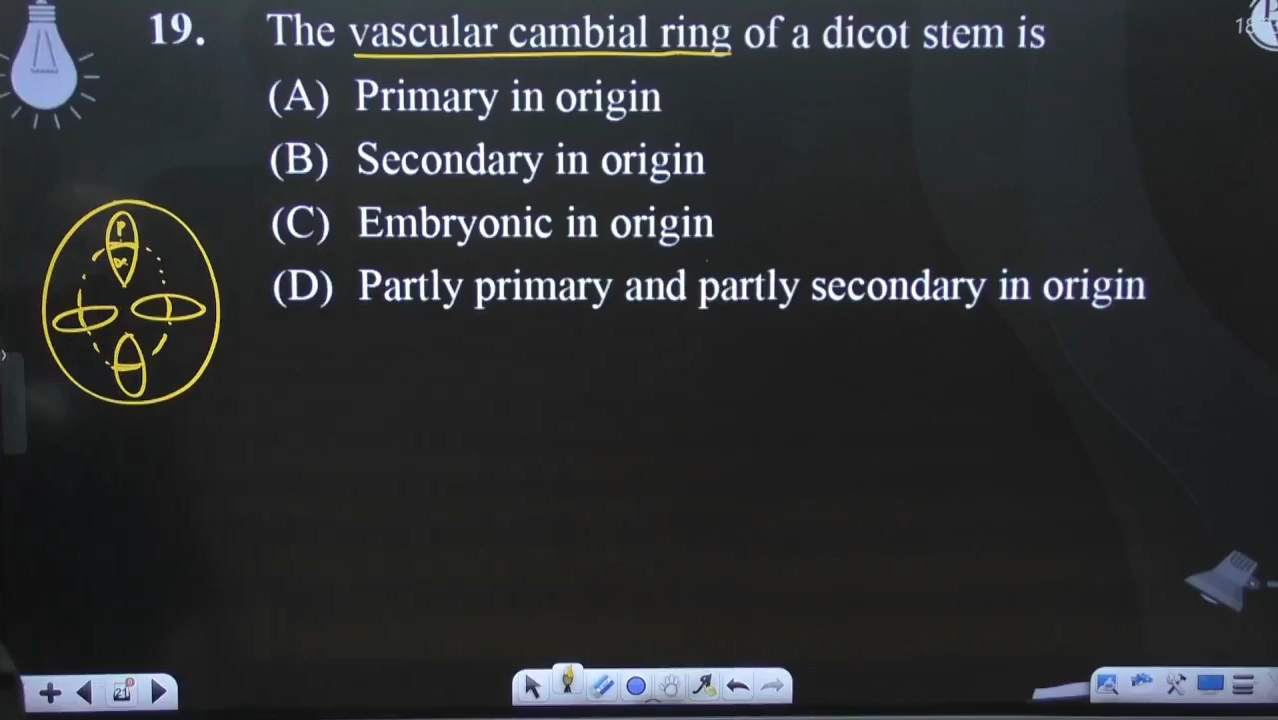 19. The vascular cambial ring of a dicot stem is
(A) Primary in origin
(B) Secondary in origin
(C) Embryonic in origin
(D) Partly primary and partly secondary in origin
P
21